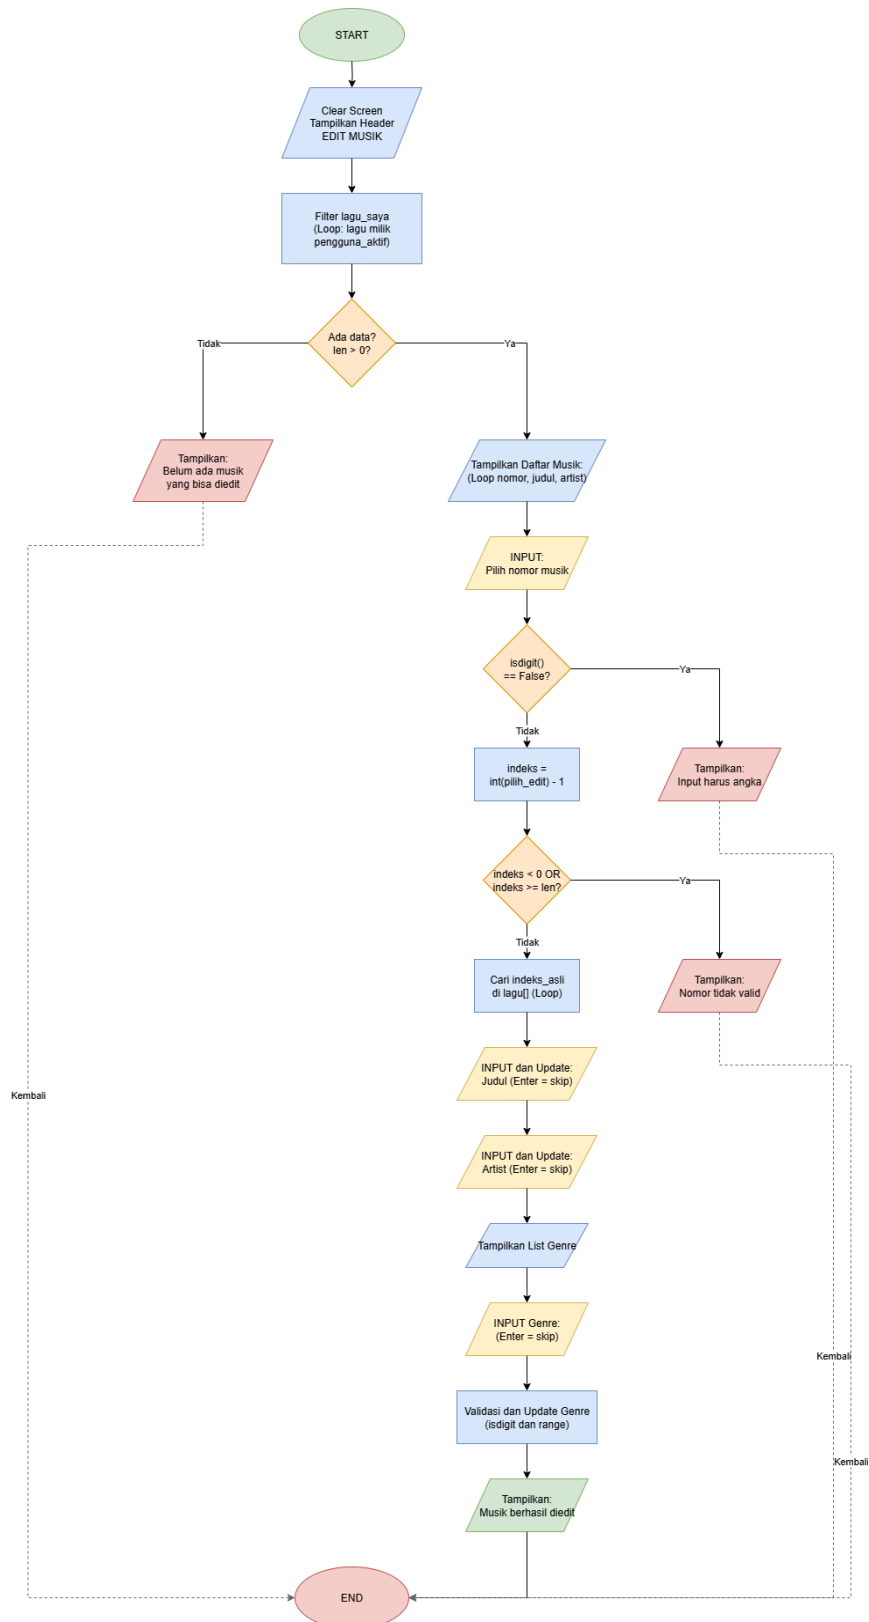 START
Clear Screen
Tampilkan Header
EDIT MUSIK
Filter lagu_saya
(Loop: lagu milik
pengguna_aktif)
Ada data?
len > 0?
Tidak
Ya
Tampilkan:
Belum ada musik
yang bisa diedit
Tampilkan Daftar Musik:
(Loop nomor, judul, artist)
INPUT:
Pilih nomor musik
isdigit()
== False?
Ya
Tidak
indeks =
int(pilih_edit) - 1
Tampilkan:
Input harus angka
indeks < 0 OR
indeks >= len?
Ya
Tidak
Cari indeks_asli
di lagu[] (Loop)
Tampilkan:
Nomor tidak valid
INPUT dan Update:
Judul (Enter = skip)
Kembali
INPUT dan Update:
Artist (Enter = skip)
Tampilkan List Genre
INPUT Genre:
(Enter = skip)
Kembali
Validasi dan Update Genre
(isdigit dan range)
Kembali
Tampilkan:
Musik berhasil diedit
END